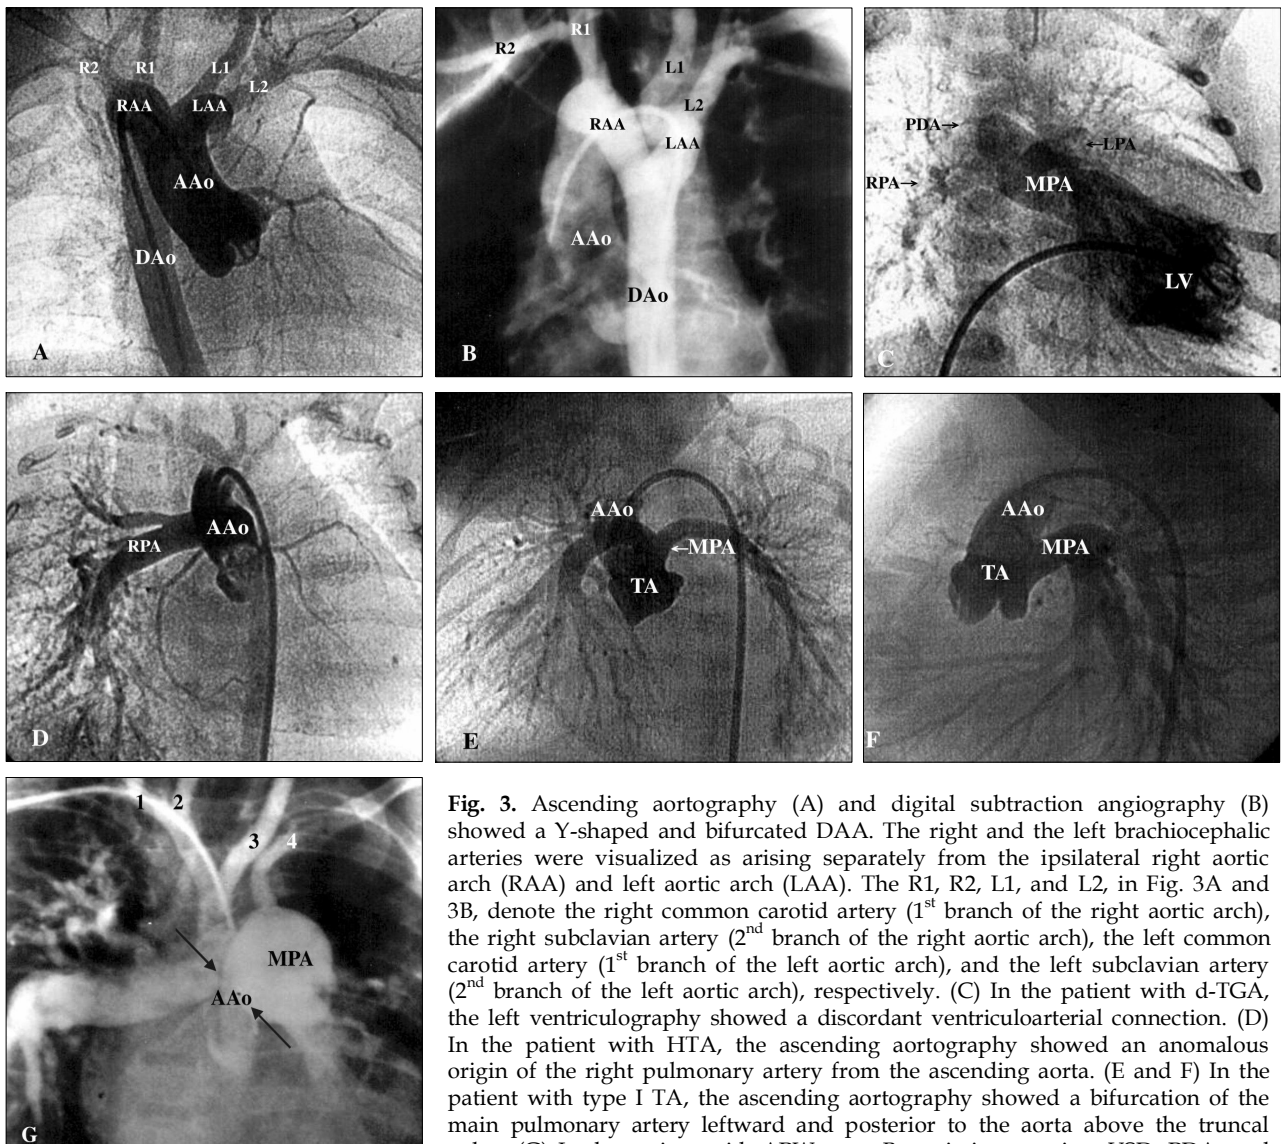 R2
R1
L1
L2
RAA
LAA
AAo
DAo
A
R1
R2
L1
L2
RAA
LAA
AAo
DAo
B
PDA→
←LPA
RPA→
MPA
LV
C
AAo
RPA
D
AAo
←MPA
TA
E
AAo
MPA
TA
F
1 2
3 4
MPA
AAo
G
Fig. 3. Ascending aortography (A) and digital subtraction angiography (B)
showed a Y-shaped and bifurcated DAA. The right and the left brachiocephalic
arteries were visualized as arising separately from the ipsilateral right aortic
arch (RAA) and left aortic arch (LAA). The R1, R2, L1, and L2, in Fig. 3A and
3B, denote the right common carotid artery (1st branch of the right aortic arch),
the right subclavian artery (2nd branch of the right aortic arch), the left common
carotid artery (1st branch of the left aortic arch), and the left subclavian artery
(2nd branch of the left aortic arch), respectively. (C) In the patient with d-TGA,
the left ventriculography showed a discordant ventriculoarterial connection. (D)
In the patient with HTA, the ascending aortography showed an anomalous
origin of the right pulmonary artery from the ascending aorta. (E and F) In the
patient with type I TA, the ascending aortography showed a bifurcation of the
main pulmonary artery leftward and posterior to the aorta above the truncal